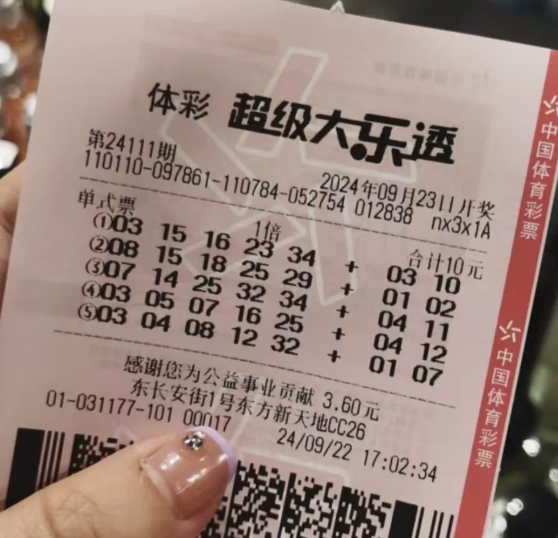 体彩 超级大乐透
第24111期
2024年09月23日开奖
110110-097861-110784-052754 012838 nx3x1A
单式票 1倍 合计10元
①03 15 16 23 34 + 03 10
②08 15 18 25 29 + 01 02
③07 14 25 32 34 + 04 11
④03 05 07 16 25 + 04 12
⑤03 04 08 12 32 + 01 07
感谢您为公益事业贡献 3.60元
东长安街1号东方新天地CC26
01-031177-101 00017 24/09/22 17:02:34
中国体育彩票
中国体育彩票